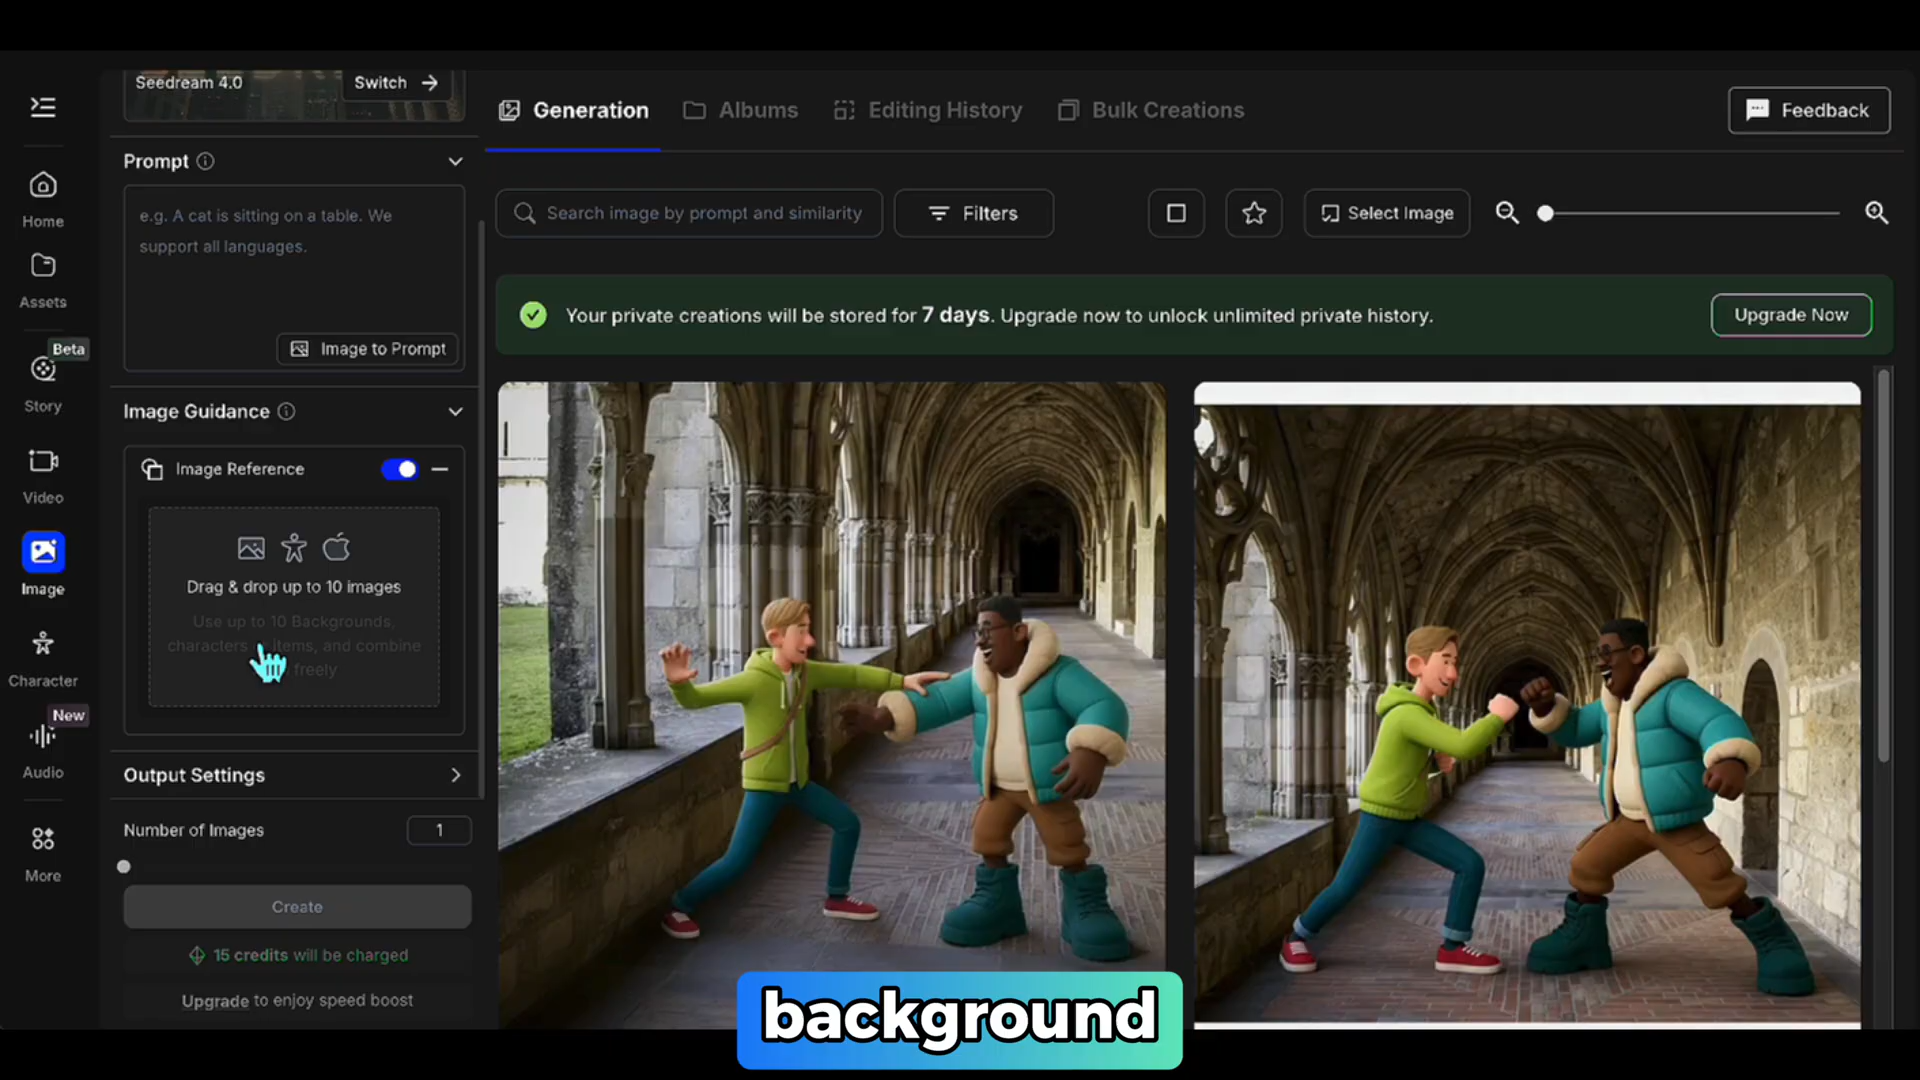 Seedream 4.0
Switch
Generation
Albums
Editing History
Bulk Creations
Feedback
Prompt
e.g. A cat is sitting on a table. We
support all languages.
Image to Prompt
Search image by prompt and similarity
Filters
Select Image
Your private creations will be stored for 7 days. Upgrade now to unlock unlimited private history.
Upgrade Now
Home
Assets
Beta
Story
Video
Image
Character
New
Audio
More
Image Guidance
Image Reference
Drag & drop up to 10 images
Use up to 10 Backgrounds,
characters items, and combine
freely
Output Settings
Number of Images
1
Create
15 credits will be charged
Upgrade to enjoy speed boost
background